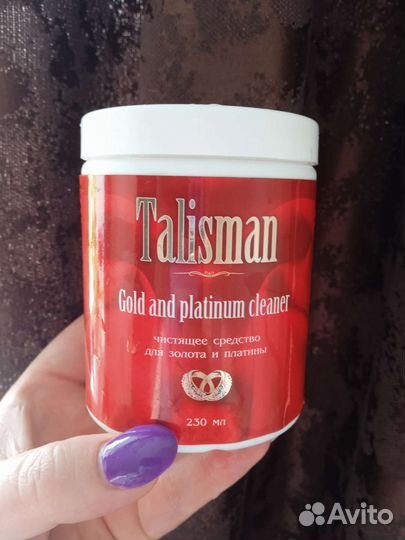 Talisman
Gold and platinum cleaner
чистящее средство
для золота и платины
230 мл
Avito